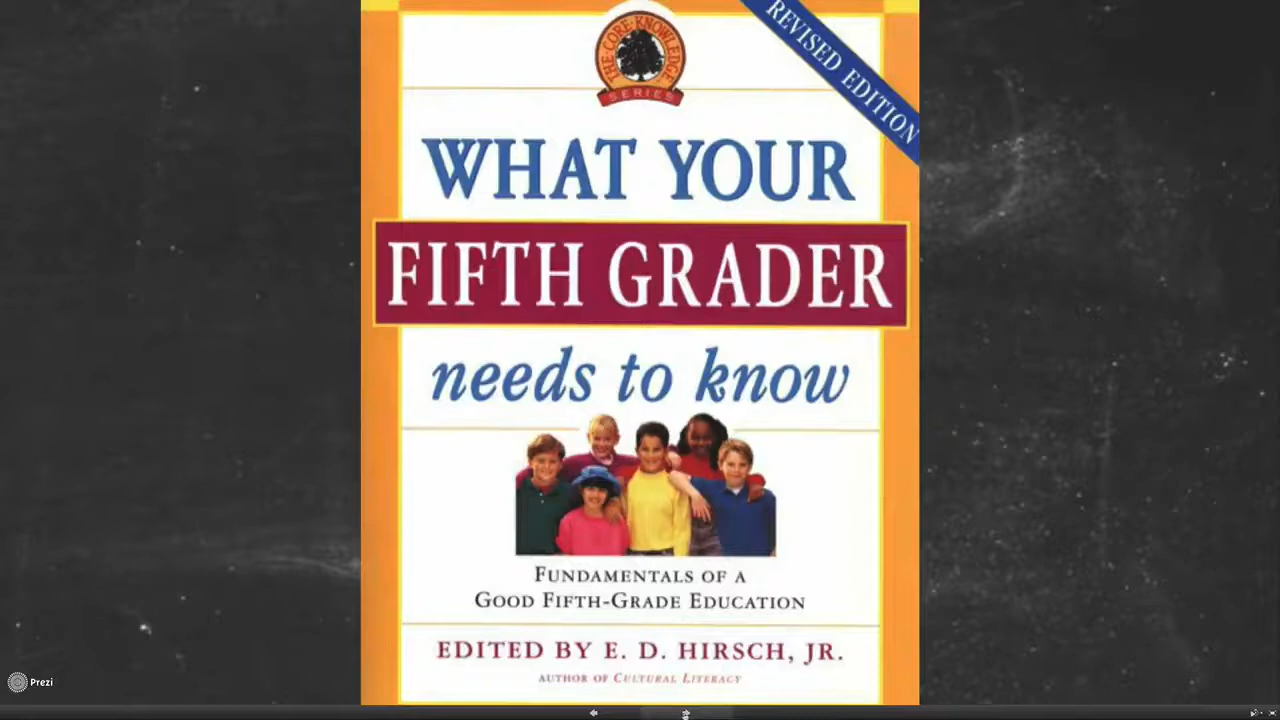 THE·CORE·KNOWLEDGE
SERIES
REVISED EDITION
WHAT YOUR
FIFTH GRADER
needs to know
FUNDAMENTALS OF A
GOOD FIFTH-GRADE EDUCATION
EDITED BY E. D. HIRSCH, JR.
AUTHOR OF CULTURAL LITERACY
Prezi